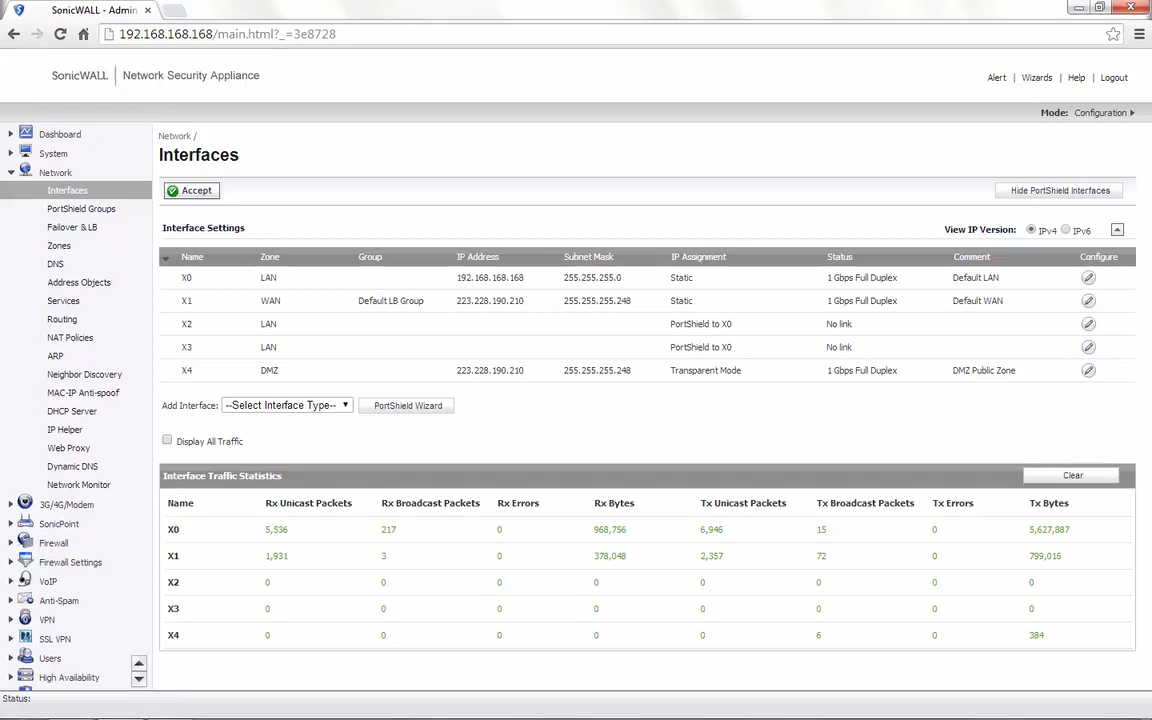 SonicWALL - Admin ×
192.168.168.168/main.html?_=3e8728
SonicWALL | Network Security Appliance
Alert | Wizards | Help | Logout
Mode: Configuration
Dashboard
System
Network
Interfaces
PortShield Groups
Failover & LB
Zones
DNS
Address Objects
Services
Routing
NAT Policies
ARP
Neighbor Discovery
MAC-IP Anti-spoof
DHCP Server
IP Helper
Web Proxy
Dynamic DNS
Network Monitor
3G/4G/Modem
SonicPoint
Firewall
Firewall Settings
VoIP
Anti-Spam
VPN
SSL VPN
Users
High Availability
Network /
Interfaces
Accept
Hide PortShield Interfaces
Interface Settings
View IP Version: IPv4 IPv6
Name Zone Group IP Address Subnet Mask IP Assignment Status Comment Configure
X0 LAN 192.168.168.168 255.255.255.0 Static 1 Gbps Full Duplex Default LAN
X1 WAN Default LB Group 223.228.190.210 255.255.255.248 Static 1 Gbps Full Duplex Default WAN
X2 LAN PortShield to X0 No link
X3 LAN PortShield to X0 No link
X4 DMZ 223.228.190.210 255.255.255.248 Transparent Mode 1 Gbps Full Duplex DMZ Public Zone
Add Interface: --Select Interface Type-- PortShield Wizard
Display All Traffic
Interface Traffic Statistics Clear
Name Rx Unicast Packets Rx Broadcast Packets Rx Errors Rx Bytes Tx Unicast Packets Tx Broadcast Packets Tx Errors Tx Bytes
X0 5,536 217 0 968,756 6,946 15 0 5,627,887
X1 1,931 3 0 378,048 2,357 72 0 799,016
X2 0 0 0 0 0 0 0 0
X3 0 0 0 0 0 0 0 0
X4 0 0 0 0 0 6 0 384
Status: